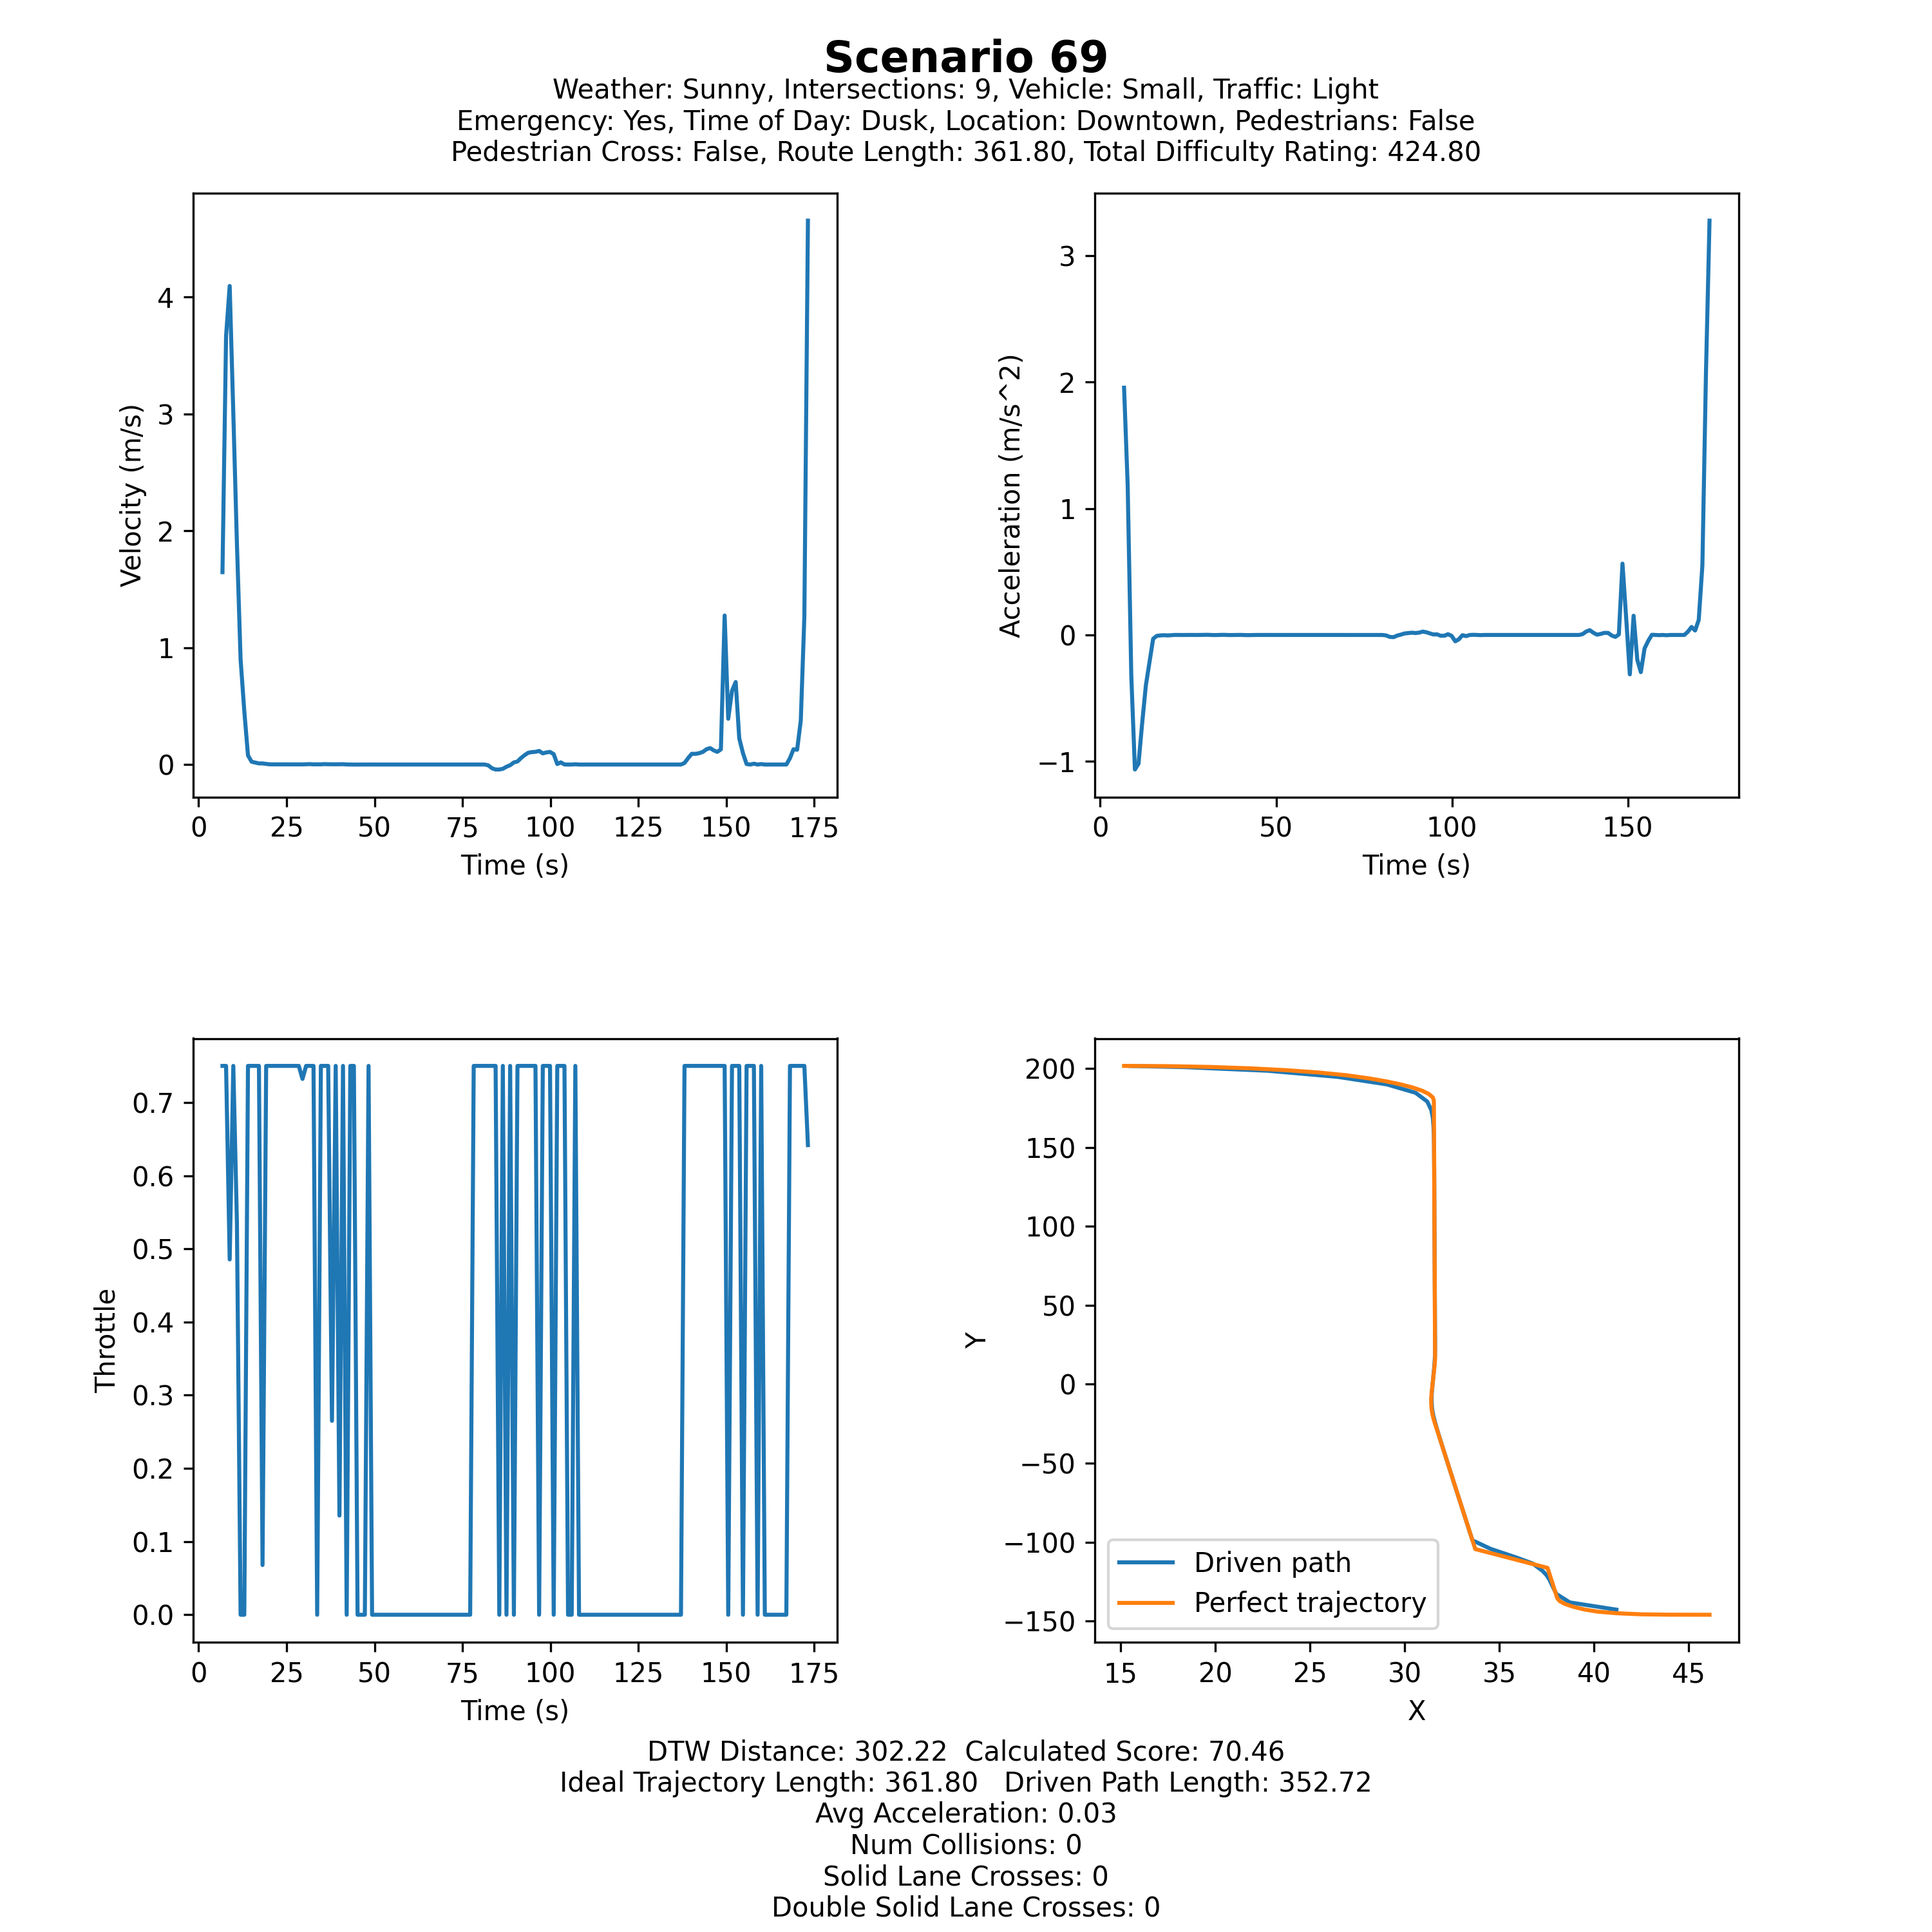 Scenario 69
Weather: Sunny, Intersections: 9, Vehicle: Small, Traffic: Light
Emergency: Yes, Time of Day: Dusk, Location: Downtown, Pedestrians: False
Pedestrian Cross: False, Route Length: 361.80, Total Difficulty Rating: 424.80
Velocity (m/s)
4
3
2
1
0
0 25 50 75 100 125 150 175
Time (s)
Acceleration (m/s^2)
3
2
1
0
−1
0 50 100 150
Time (s)
Throttle
0.7
0.6
0.5
0.4
0.3
0.2
0.1
0.0
0 25 50 75 100 125 150 175
Time (s)
Y
200
150
100
50
0
−50
−100
−150
Driven path
Perfect trajectory
15 20 25 30 35 40 45
X
DTW Distance: 302.22 Calculated Score: 70.46
Ideal Trajectory Length: 361.80 Driven Path Length: 352.72
Avg Acceleration: 0.03
Num Collisions: 0
Solid Lane Crosses: 0
Double Solid Lane Crosses: 0